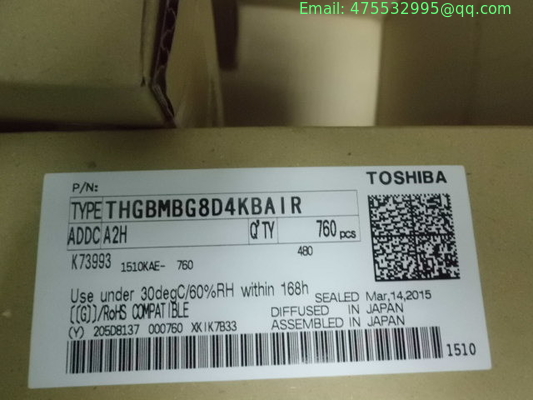 Email: 475532995@qq.com
P/N:
TOSHIBA
TYPE THGBMBG8D4KBAIR
ADDC A2H Q'TY 760 pcs
480
K73993 1510KAE- 760
Use under 30degC/60%RH within 168h
SEALED Mar,14,2015
[[G]]/RoHS COMPATIBLE DIFFUSED IN JAPAN
(Y) 205D8137 000760 XKIK7B33 ASSEMBLED IN JAPAN
1510